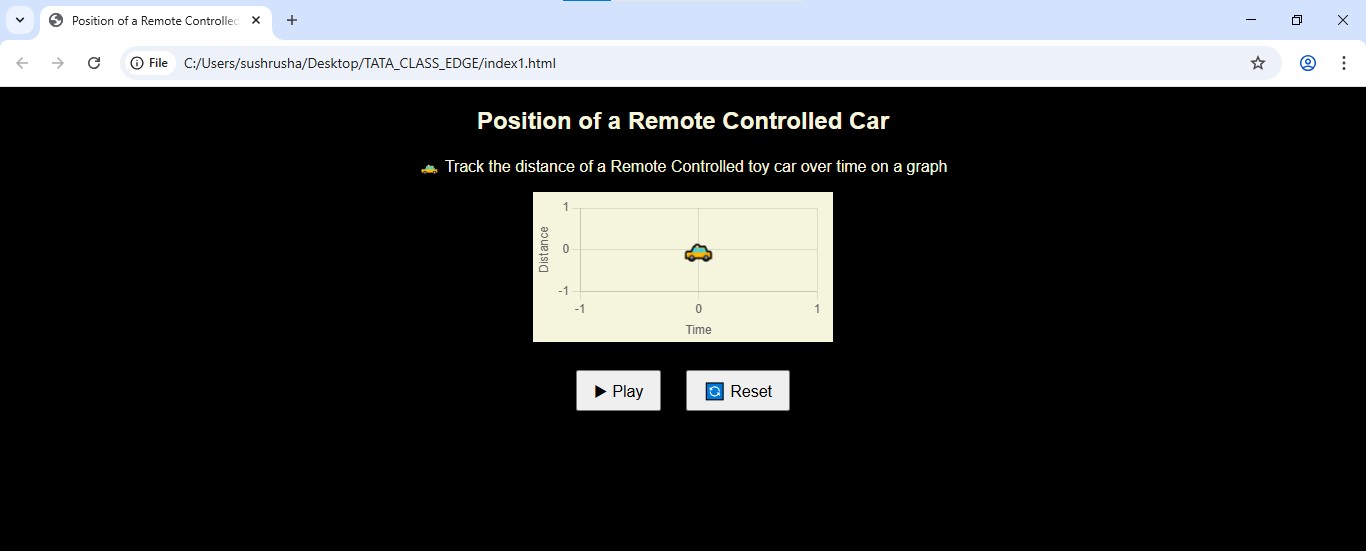 Position of a Remote Controlled
File C:/Users/sushrusha/Desktop/TATA_CLASS_EDGE/index1.html
Position of a Remote Controlled Car
Track the distance of a Remote Controlled toy car over time on a graph
1
Distance
0
-1
-1 0 1
Time
Play Reset